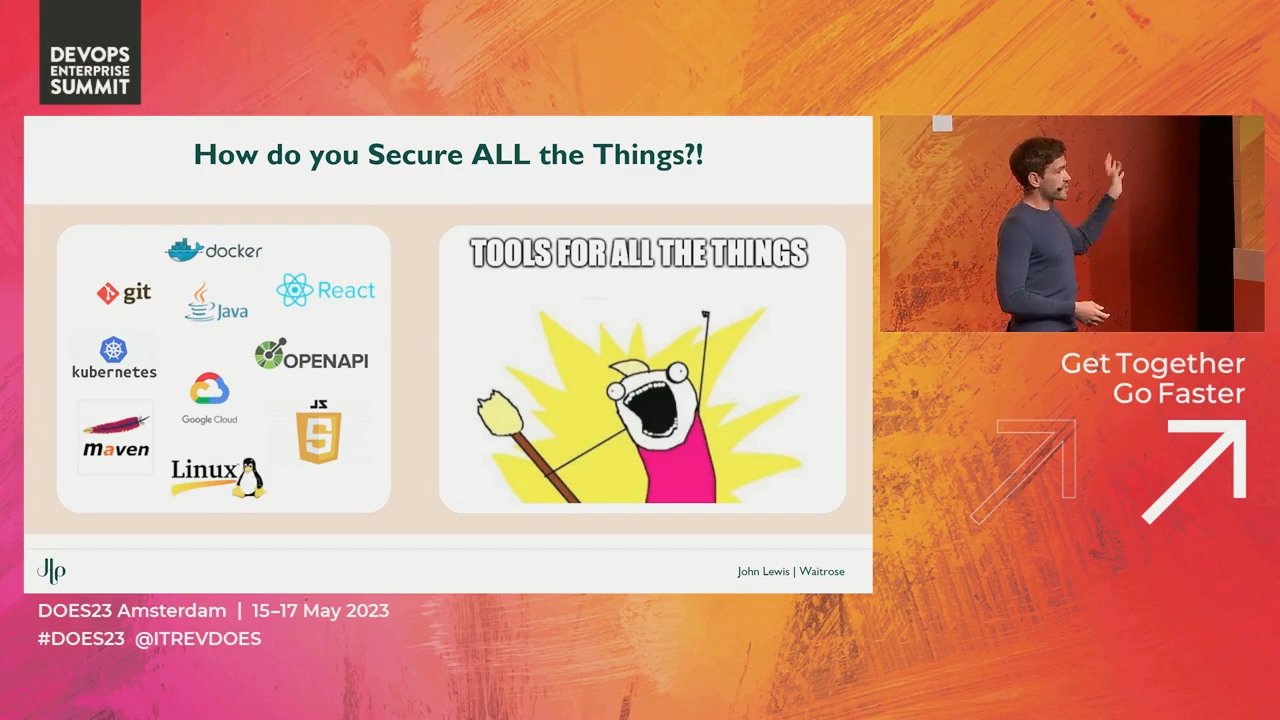 DEVOPS
ENTERPRISE
SUMMIT
How do you Secure ALL the Things?!
docker
git
Java
React
kubernetes
OPENAPI
Google Cloud
JS
5
maven
Linux
TOOLS FOR ALL THE THINGS
Jlp
John Lewis | Waitrose
Get Together
Go Faster
DOES23 Amsterdam | 15–17 May 2023
#DOES23 @ITREVDOES